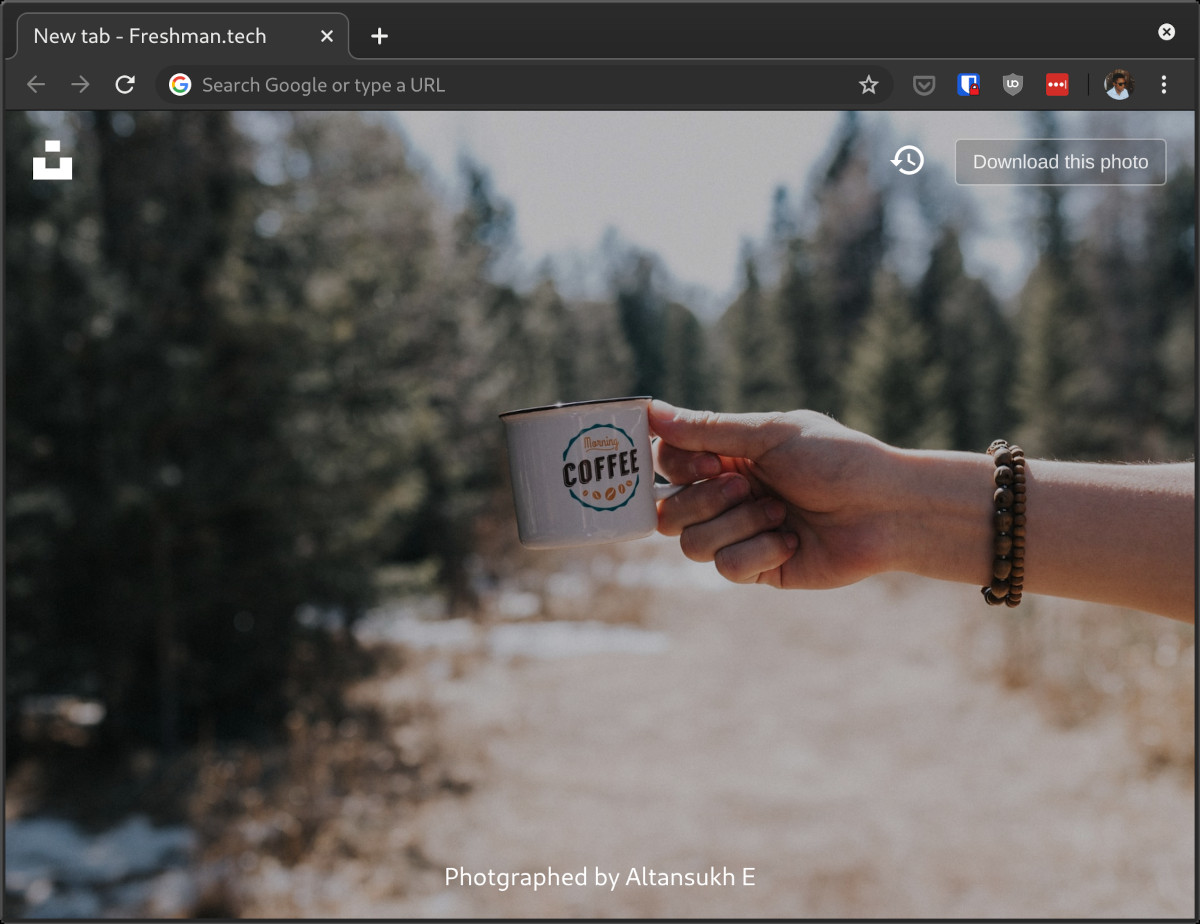 New tab - Freshman.tech
Search Google or type a URL
Download this photo
Morning
COFFEE
Photgraphed by Altansukh E